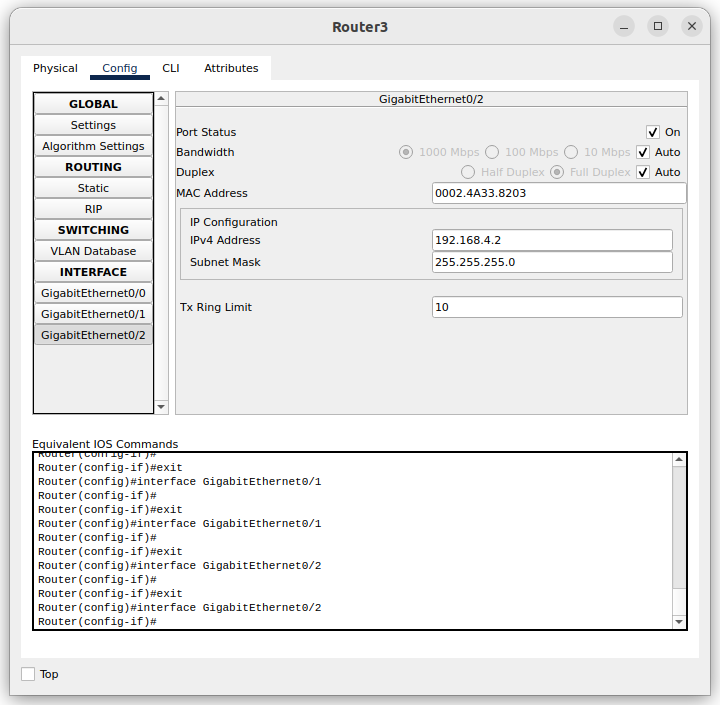 Router3
Physical Config CLI Attributes
GLOBAL
Settings
Algorithm Settings
ROUTING
Static
RIP
SWITCHING
VLAN Database
INTERFACE
GigabitEthernet0/0
GigabitEthernet0/1
GigabitEthernet0/2
GigabitEthernet0/2
Port Status On
Bandwidth 1000 Mbps 100 Mbps 10 Mbps Auto
Duplex Half Duplex Full Duplex Auto
MAC Address 0002.4A33.8203
IP Configuration
IPv4 Address 192.168.4.2
Subnet Mask 255.255.255.0
Tx Ring Limit 10
Equivalent IOS Commands
Router(config-if)#
Router(config-if)#exit
Router(config)#interface GigabitEthernet0/1
Router(config-if)#
Router(config-if)#exit
Router(config)#interface GigabitEthernet0/1
Router(config-if)#
Router(config-if)#exit
Router(config)#interface GigabitEthernet0/2
Router(config-if)#
Router(config-if)#exit
Router(config)#interface GigabitEthernet0/2
Router(config-if)#
Top